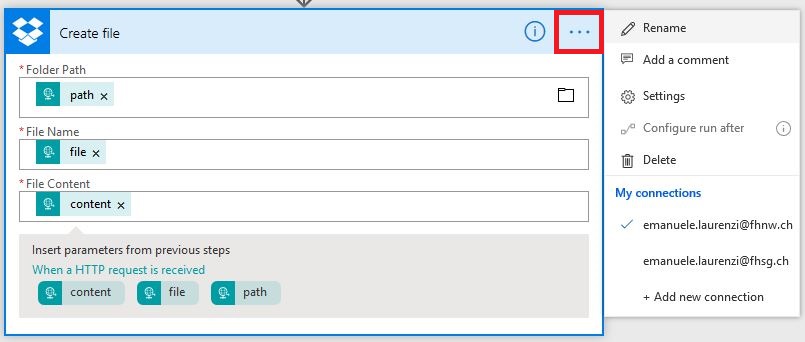 Create file
...
* Folder Path
path ×
* File Name
file ×
* File Content
content ×
Insert parameters from previous steps
When a HTTP request is received
content file path
Rename
Add a comment
Settings
Configure run after
Delete
My connections
emanuele.laurenzi@fhnw.ch
emanuele.laurenzi@fhsg.ch
+ Add new connection